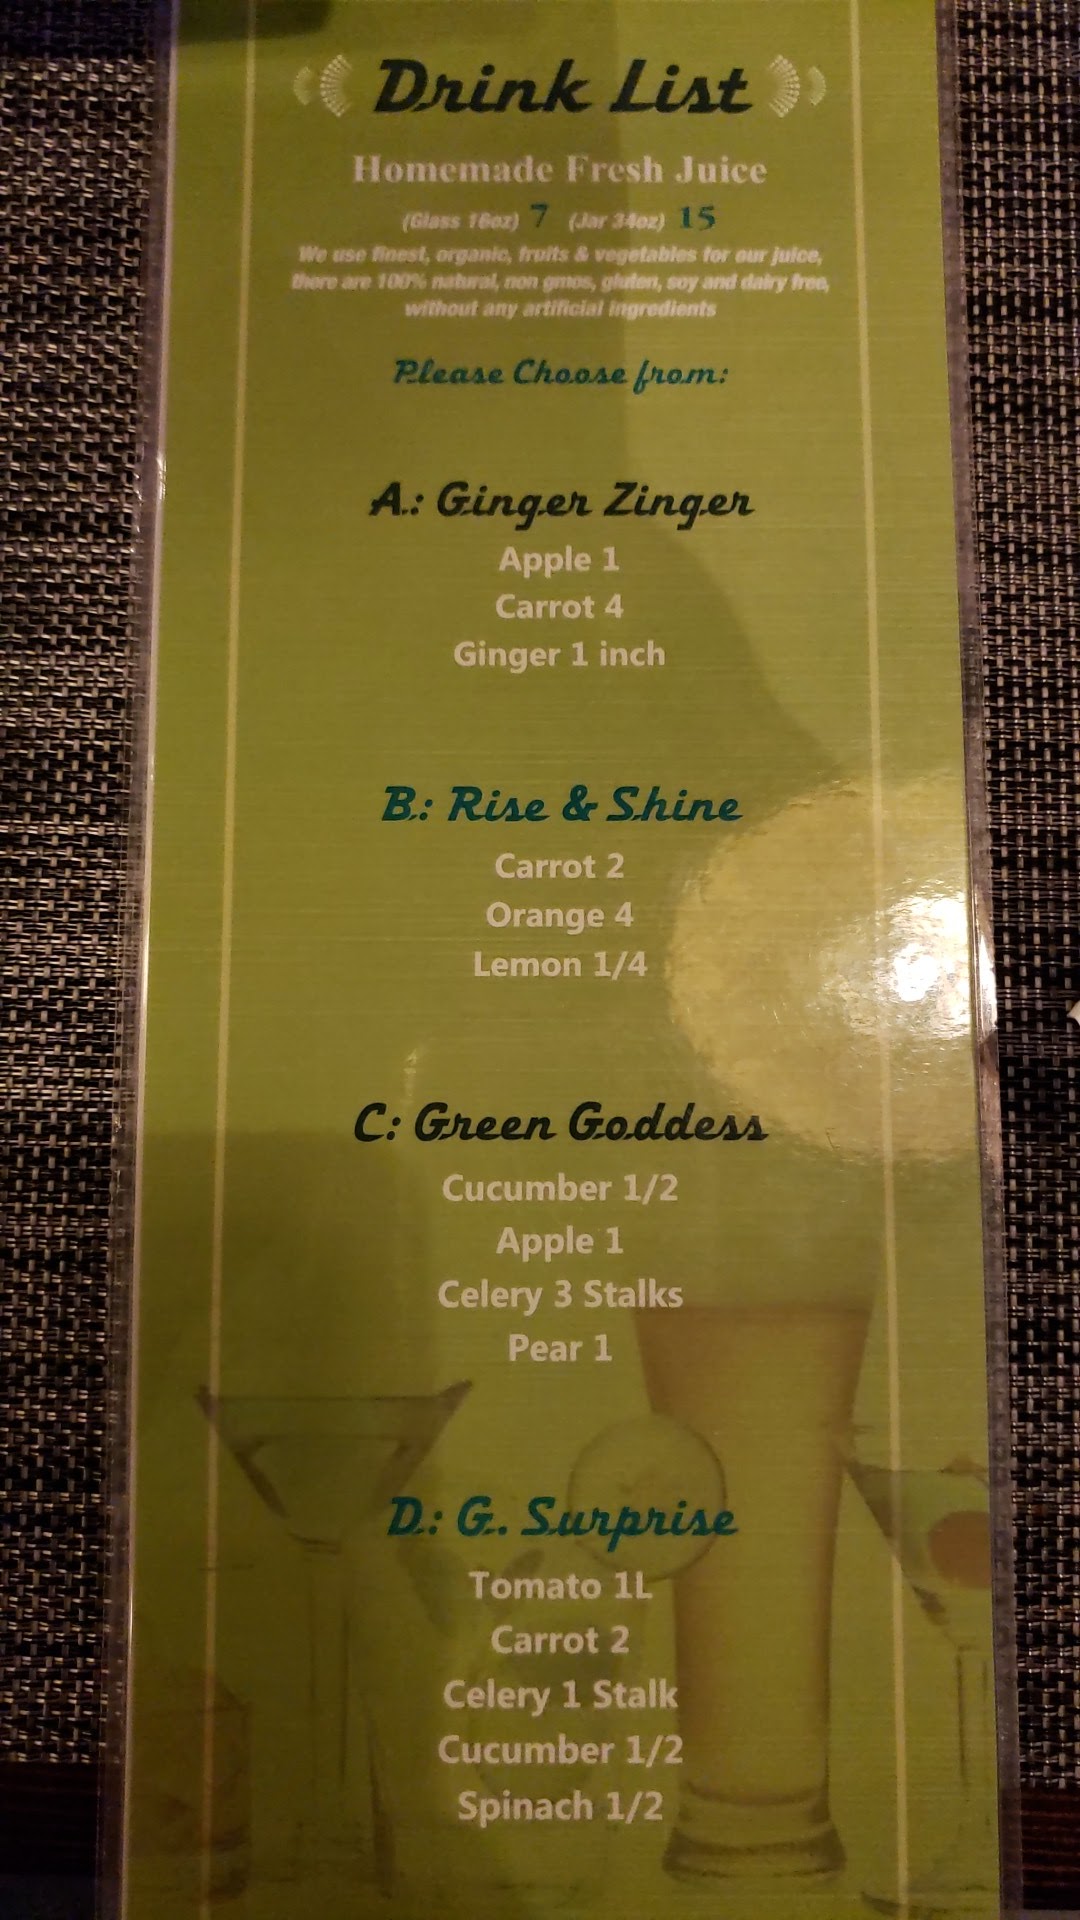 Drink List
Homemade Fresh Juice
(Glass 16oz) 7 (Jar 34oz) 15
We use finest, organic, fruits & vegetables for our juice,
there are 100% natural, non gmos, gluten, soy and dairy free,
without any artificial ingredients
Please Choose from:
A.: Ginger Zinger
Apple 1
Carrot 4
Ginger 1 inch
B.: Rise & Shine
Carrot 2
Orange 4
Lemon 1/4
C: Green Goddess
Cucumber 1/2
Apple 1
Celery 3 Stalks
Pear 1
D.: G. Surprise
Tomato 1L
Carrot 2
Celery 1 Stalk
Cucumber 1/2
Spinach 1/2